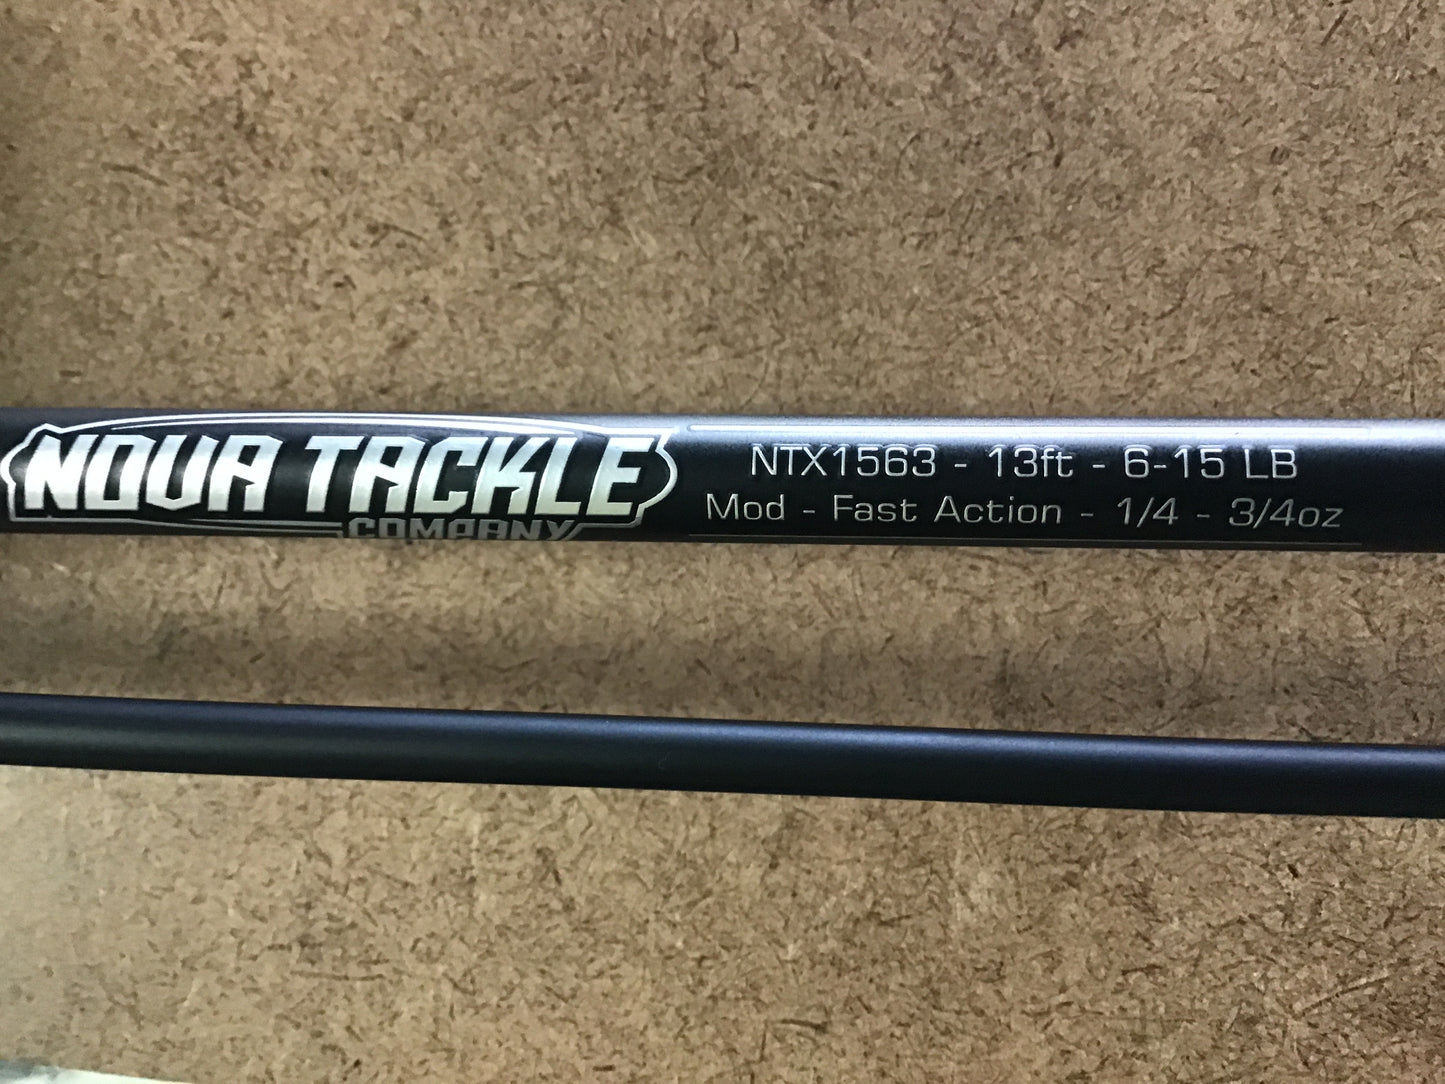 NOVA TACKLE
COMPANY
NTX1563 - 13ft - 6-15 LB
Mod - Fast Action - 1/4 - 3/4oz